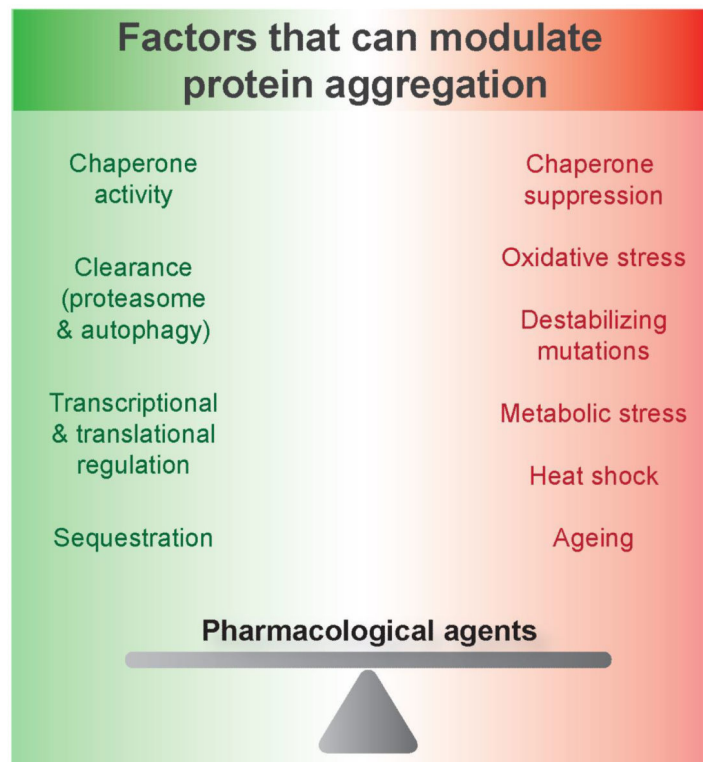 Factors that can modulate
protein aggregation
Chaperone
activity
Clearance
(proteasome
& autophagy)
Transcriptional
& translational
regulation
Sequestration
Chaperone
suppression
Oxidative stress
Destabilizing
mutations
Metabolic stress
Heat shock
Ageing
Pharmacological agents